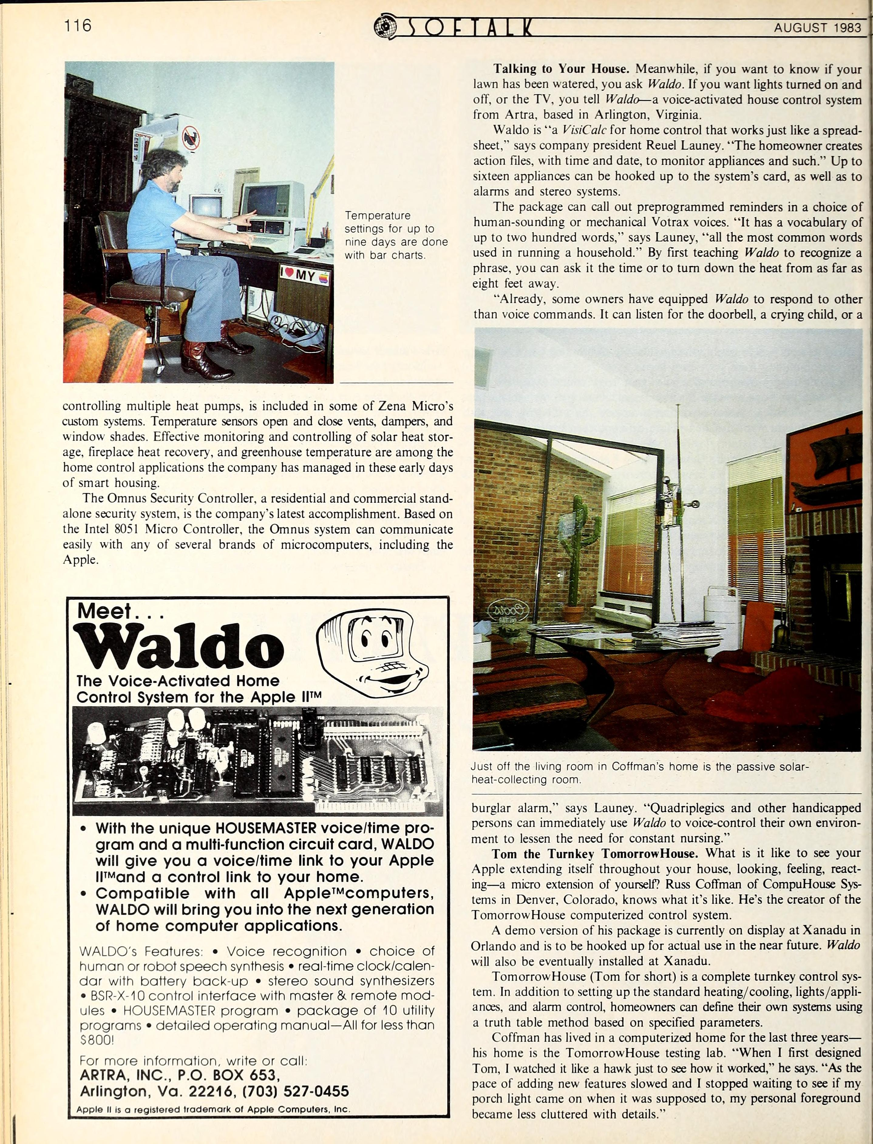 116
SOFTALK
AUGUST 1983
I ❤ MY
Temperature
settings for up to
nine days are done
with bar charts.
controlling multiple heat pumps, is included in some of Zena Micro's
custom systems. Temperature sensors open and close vents, dampers, and
window shades. Effective monitoring and controlling of solar heat stor-
age, fireplace heat recovery, and greenhouse temperature are among the
home control applications the company has managed in these early days
of smart housing.
The Omnus Security Controller, a residential and commercial stand-
alone security system, is the company's latest accomplishment. Based on
the Intel 8051 Micro Controller, the Omnus system can communicate
easily with any of several brands of microcomputers, including the
Apple.
Meet...
Waldo
The Voice-Activated Home
Control System for the Apple II™
• With the unique HOUSEMASTER voice/time pro-
gram and a multi-function circuit card, WALDO
will give you a voice/time link to your Apple
II™and a control link to your home.
• Compatible with all Apple™computers,
WALDO will bring you into the next generation
of home computer applications.
WALDO's Features: • Voice recognition • choice of
human or robot speech synthesis • real-time clock/calen-
dar with battery back-up • stereo sound synthesizers
• BSR-X-10 control interface with master & remote mod-
ules • HOUSEMASTER program • package of 10 utility
programs • detailed operating manual—All for less than
$800!
For more information, write or call:
ARTRA, INC., P.O. BOX 653,
Arlington, Va. 22216, (703) 527-0455
Apple II is a registered trademark of Apple Computers, Inc.
Talking to Your House. Meanwhile, if you want to know if your
lawn has been watered, you ask Waldo. If you want lights turned on and
off, or the TV, you tell Waldo—a voice-activated house control system
from Artra, based in Arlington, Virginia.
Waldo is "a VisiCalc for home control that works just like a spread-
sheet," says company president Reuel Launey. "The homeowner creates
action files, with time and date, to monitor appliances and such." Up to
sixteen appliances can be hooked up to the system's card, as well as to
alarms and stereo systems.
The package can call out preprogrammed reminders in a choice of
human-sounding or mechanical Votrax voices. "It has a vocabulary of
up to two hundred words," says Launey, "all the most common words
used in running a household." By first teaching Waldo to recognize a
phrase, you can ask it the time or to turn down the heat from as far as
eight feet away.
"Already, some owners have equipped Waldo to respond to other
than voice commands. It can listen for the doorbell, a crying child, or a
Just off the living room in Coffman's home is the passive solar-
heat-collecting room.
burglar alarm," says Launey. "Quadriplegics and other handicapped
persons can immediately use Waldo to voice-control their own environ-
ment to lessen the need for constant nursing."
Tom the Turnkey TomorrowHouse. What is it like to see your
Apple extending itself throughout your house, looking, feeling, react-
ing—a micro extension of yourself? Russ Coffman of CompuHouse Sys-
tems in Denver, Colorado, knows what it's like. He's the creator of the
TomorrowHouse computerized control system.
A demo version of his package is currently on display at Xanadu in
Orlando and is to be hooked up for actual use in the near future. Waldo
will also be eventually installed at Xanadu.
TomorrowHouse (Tom for short) is a complete turnkey control sys-
tem. In addition to setting up the standard heating/cooling, lights/appli-
ances, and alarm control, homeowners can define their own systems using
a truth table method based on specified parameters.
Coffman has lived in a computerized home for the last three years—
his home is the TomorrowHouse testing lab. "When I first designed
Tom, I watched it like a hawk just to see how it worked," he says. "As the
pace of adding new features slowed and I stopped waiting to see if my
porch light came on when it was supposed to, my personal foreground
became less cluttered with details."